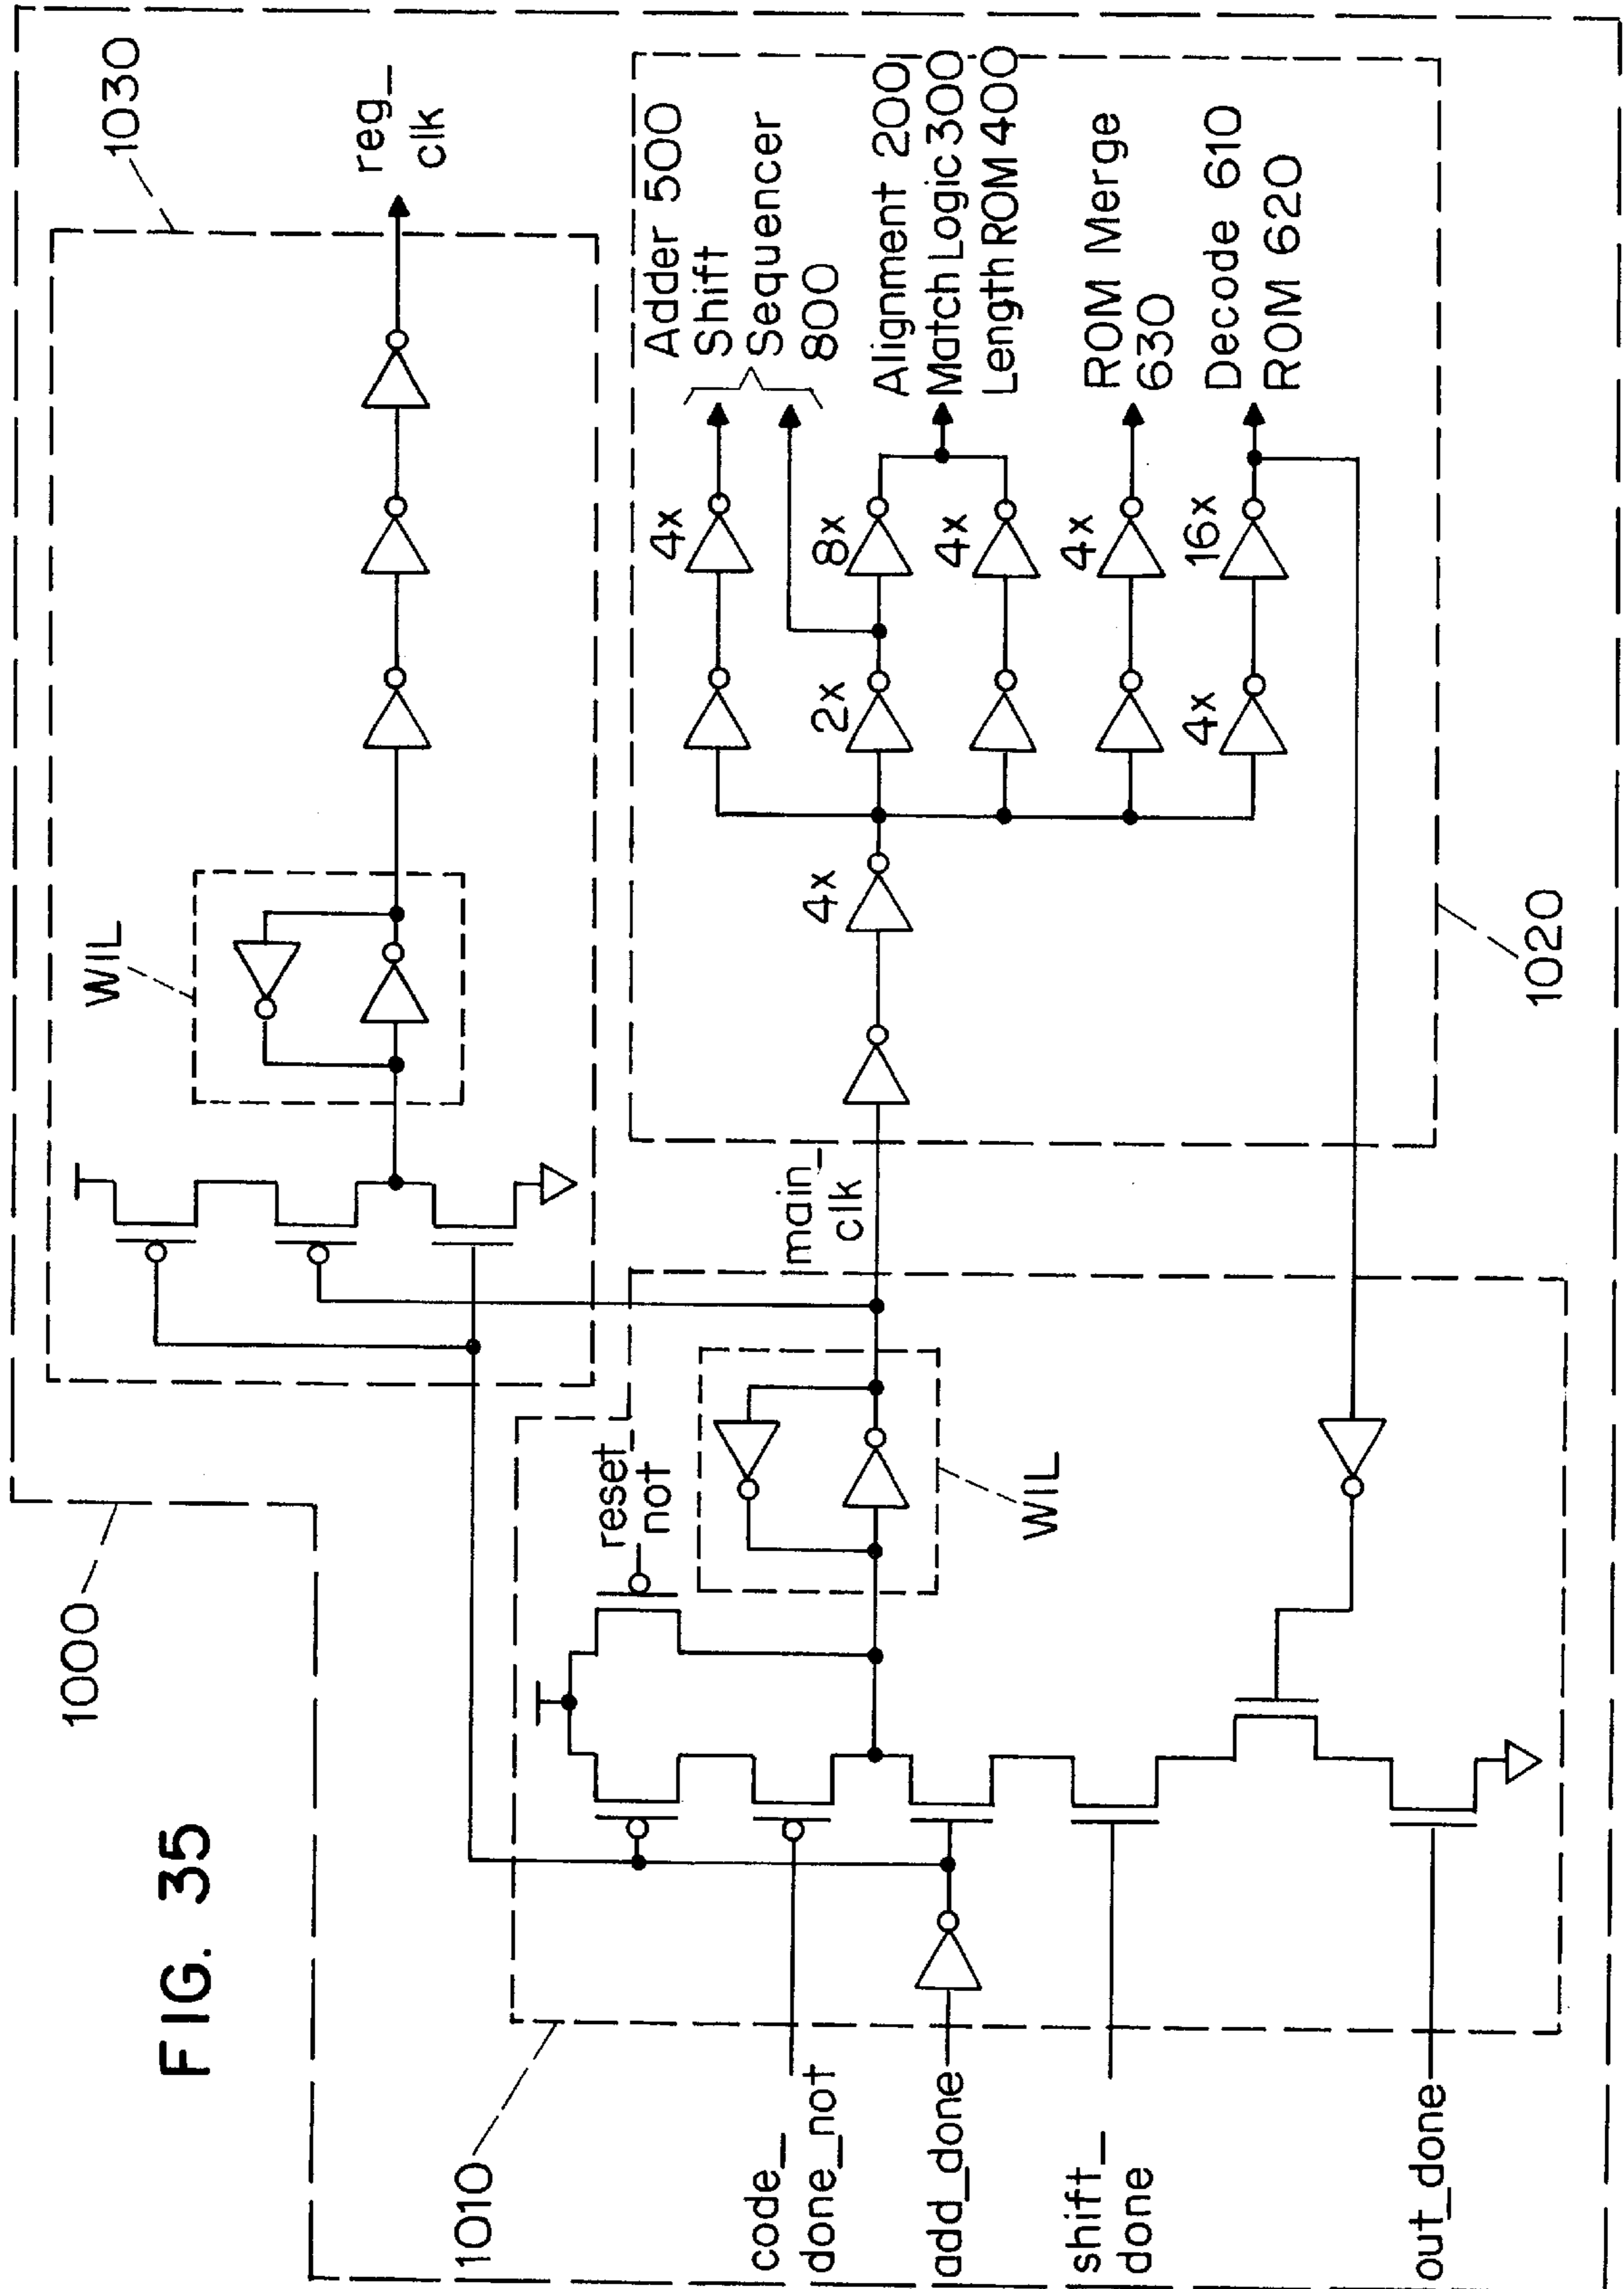 FIG. 35
1000
1010
1020
1030
WIL
reg_
clk
code_
done_not
add_done
shift_
done
out_done
reset_
not
WIL
main_
clk
4x
4x
2x
8x
4x
4x
4x
16x
Adder 500
Shift
Sequencer
800
Alignment 200
Match Logic 300
Length ROM 400
ROM Merge
630
Decode 610
ROM 620